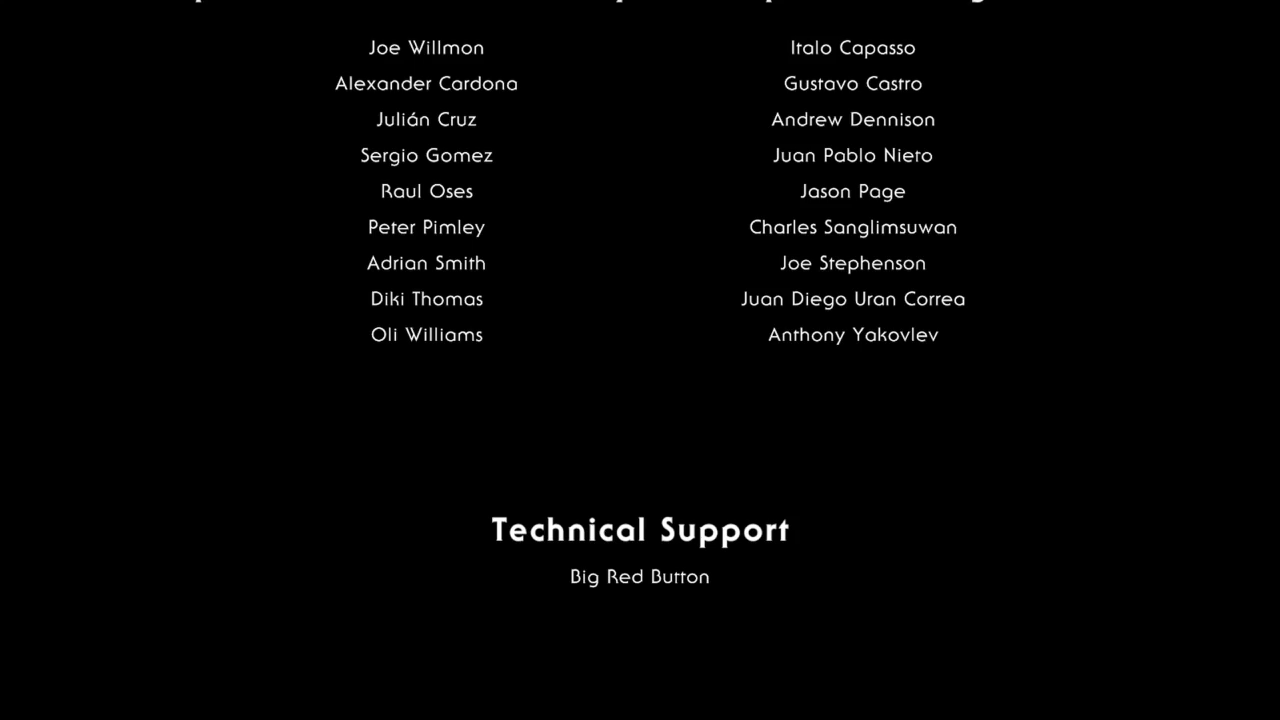 Joe Willmon Italo Capasso
Alexander Cardona Gustavo Castro
Julián Cruz Andrew Dennison
Sergio Gomez Juan Pablo Nieto
Raul Oses Jason Page
Peter Pimley Charles Sanglimsuwan
Adrian Smith Joe Stephenson
Diki Thomas Juan Diego Uran Correa
Oli Williams Anthony Yakovlev
Technical Support
Big Red Button